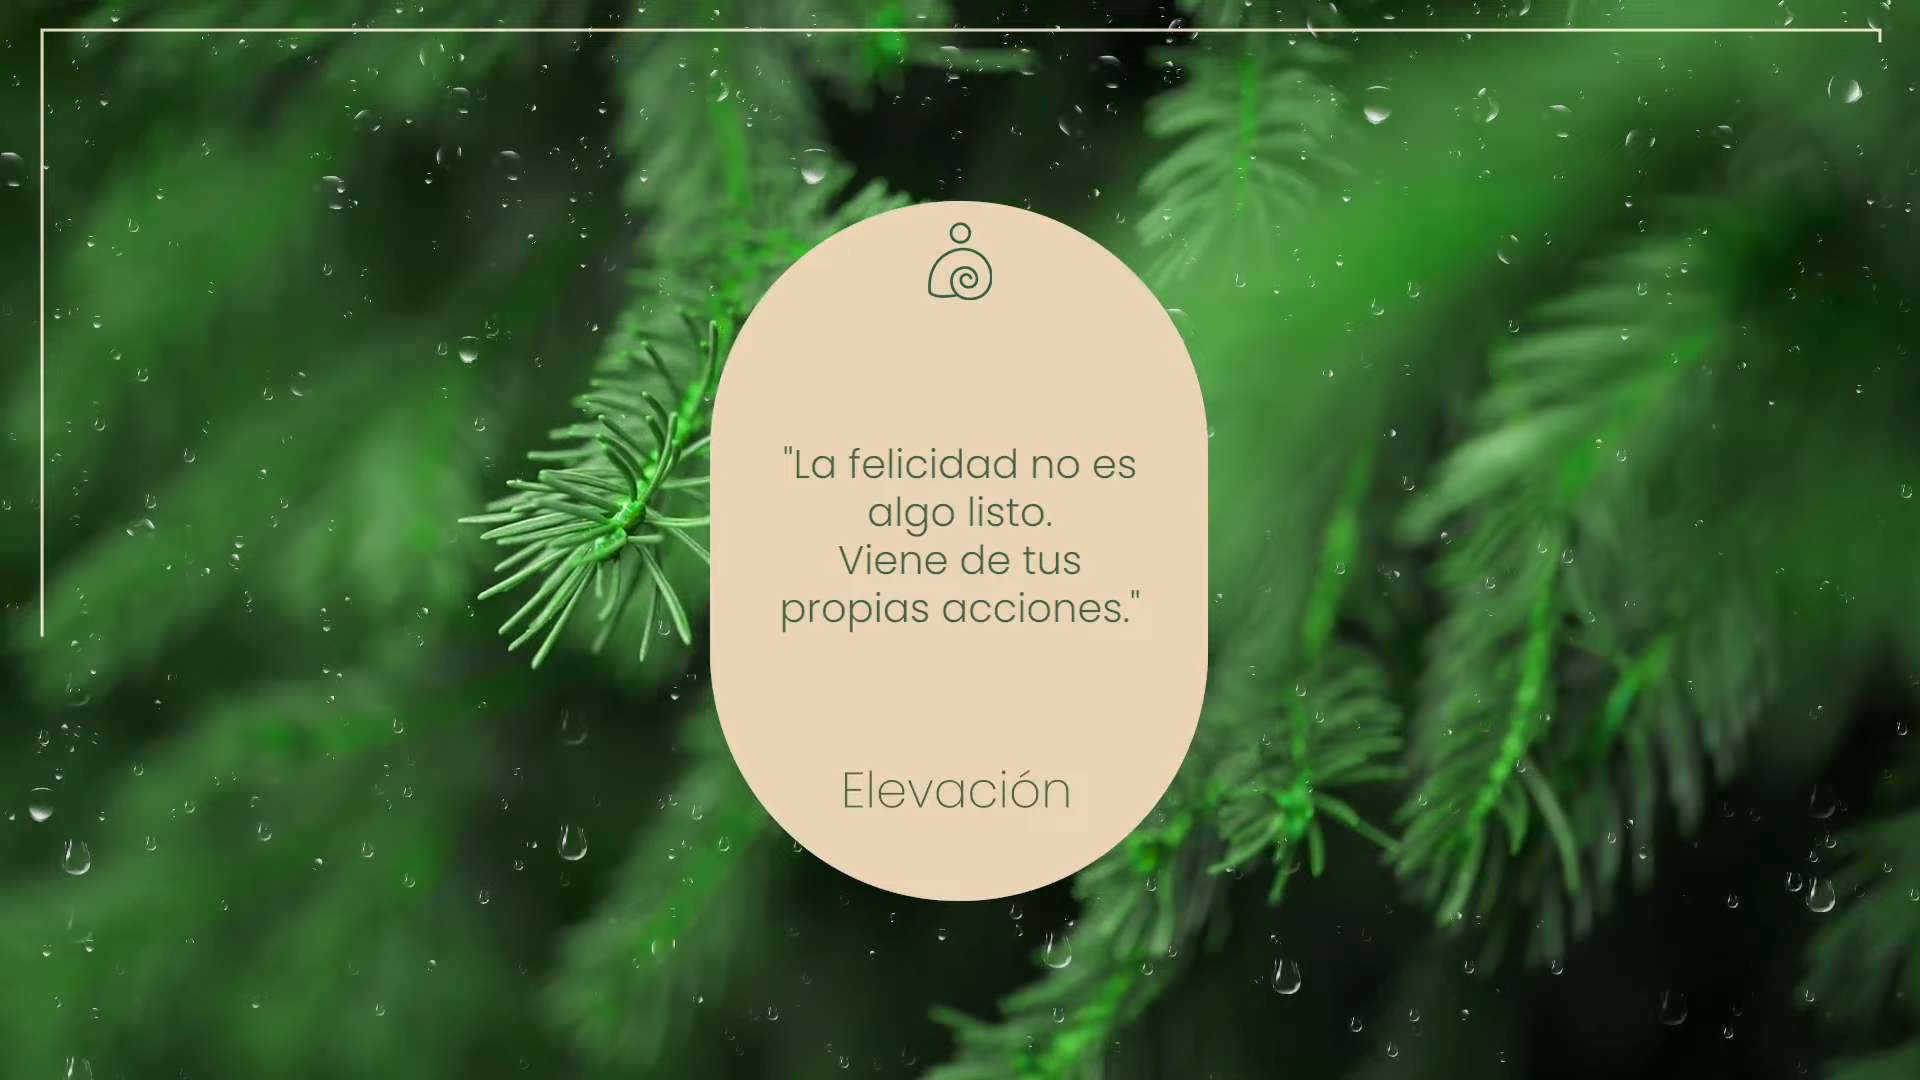 "La felicidad no es
algo listo.
Viene de tus
propias acciones."
Elevación